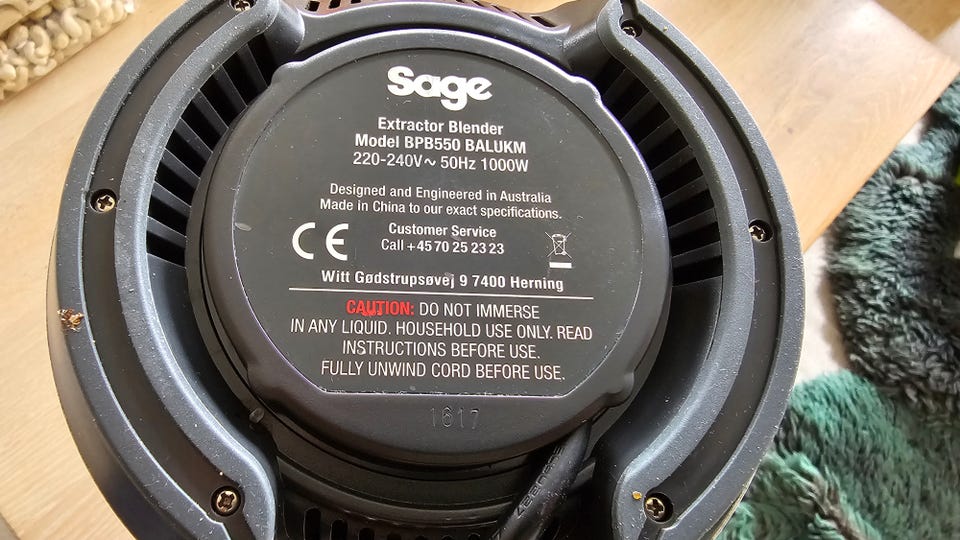 Sage
Extractor Blender
Model BPB550 BALUKM
220-240V~ 50Hz 1000W
Designed and Engineered in Australia
Made in China to our exact specifications.
Customer Service
Call +45 70 25 23 23
CE
Witt Gødstrupsøvej 9 7400 Herning
CAUTION: DO NOT IMMERSE
IN ANY LIQUID. HOUSEHOLD USE ONLY. READ
INSTRUCTIONS BEFORE USE.
FULLY UNWIND CORD BEFORE USE.
1617